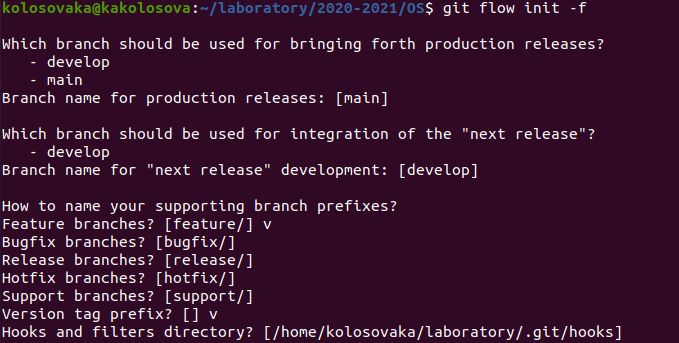 kolosovaka@kakolosova:~/laboratory/2020-2021/OS$ git flow init -f
Which branch should be used for bringing forth production releases?
- develop
- main
Branch name for production releases: [main]
Which branch should be used for integration of the "next release"?
- develop
Branch name for "next release" development: [develop]
How to name your supporting branch prefixes?
Feature branches? [feature/] v
Bugfix branches? [bugfix/]
Release branches? [release/]
Hotfix branches? [hotfix/]
Support branches? [support/]
Version tag prefix? [] v
Hooks and filters directory? [/home/kolosovaka/laboratory/.git/hooks]